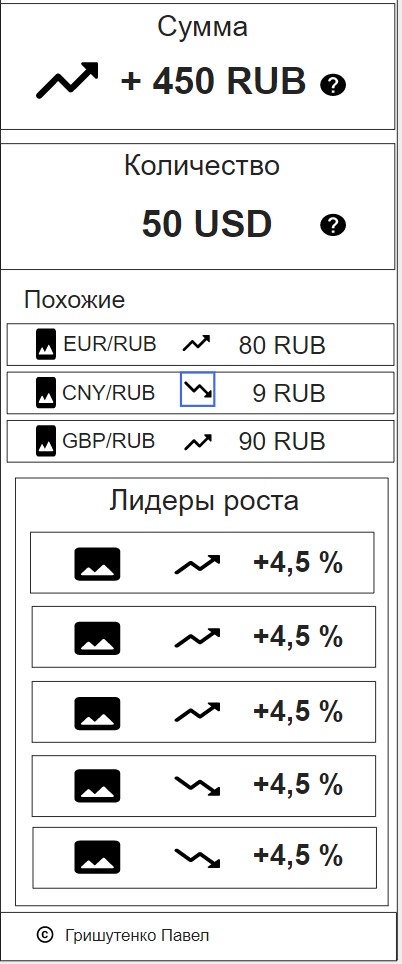 Сумма
+ 450 RUB ?
Количество
50 USD ?
Похожие
EUR/RUB 80 RUB
CNY/RUB 9 RUB
GBP/RUB 90 RUB
Лидеры роста
+4,5 %
+4,5 %
+4,5 %
+4,5 %
+4,5 %
© Гришутенко Павел